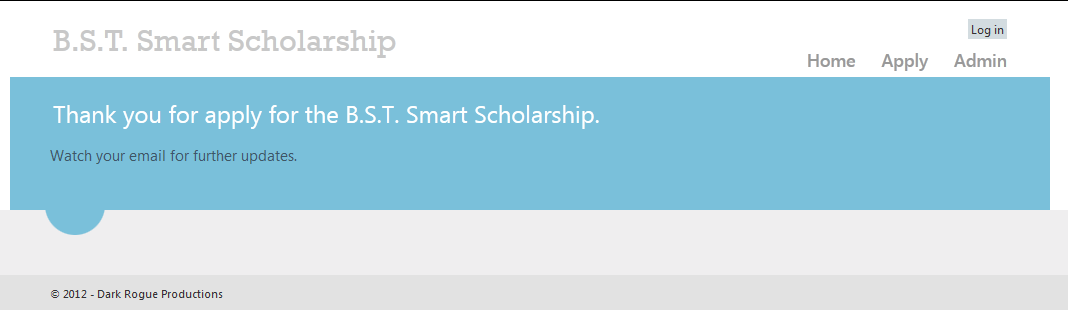 B.S.T. Smart Scholarship
Log in
Home Apply Admin
Thank you for apply for the B.S.T. Smart Scholarship.
Watch your email for further updates.
© 2012 - Dark Rogue Productions